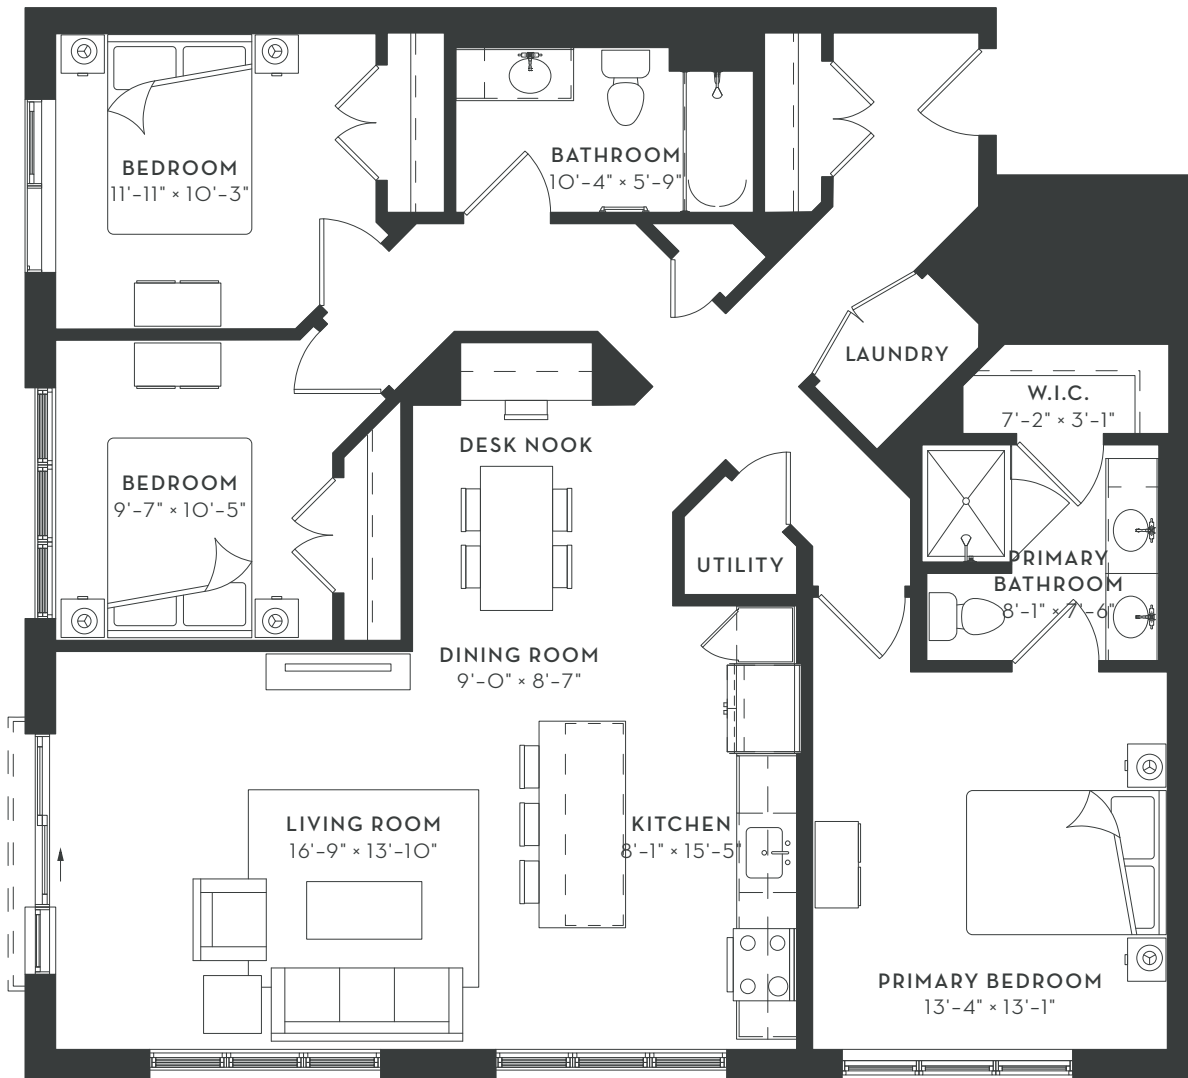 BEDROOM
11'-11" × 10'-3"
BATHROOM
10'-4" × 5'-9"
LAUNDRY
W.I.C.
7'-2" × 3'-1"
DESK NOOK
BEDROOM
9'-7" × 10'-5"
UTILITY
PRIMARY
BATHROOM
8'-1" × 7'-6"
DINING ROOM
9'-0" × 8'-7"
LIVING ROOM
16'-9" × 13'-10"
KITCHEN
8'-1" × 15'-5"
PRIMARY BEDROOM
13'-4" × 13'-1"